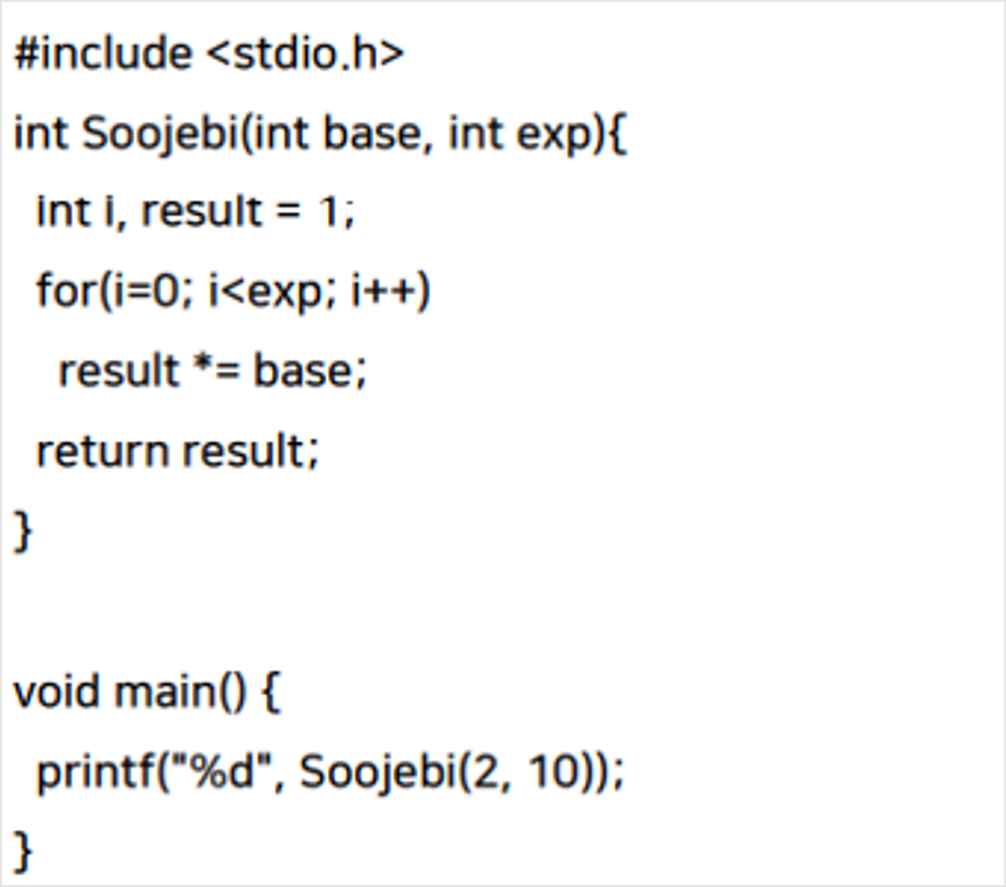 #include <stdio.h>
int Soojebi(int base, int exp){
int i, result = 1;
for(i=0; i<exp; i++)
result *= base;
return result;
}
void main() {
printf("%d", Soojebi(2, 10));
}